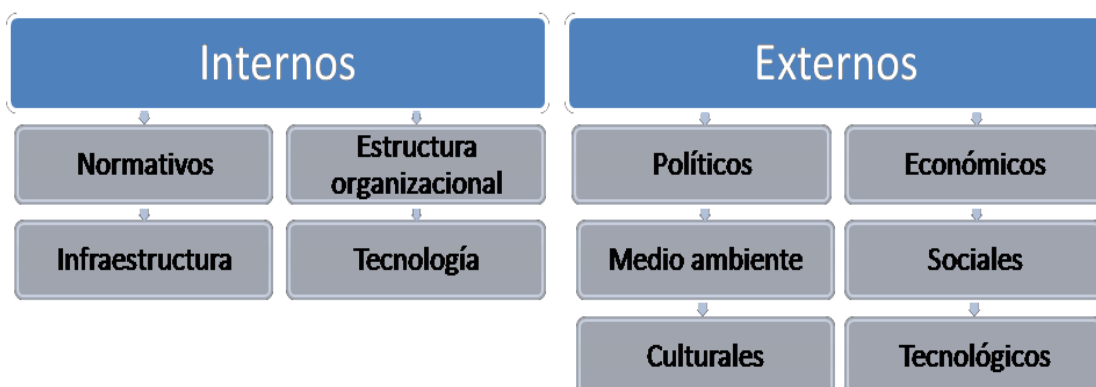 Internos
Externos
Normativos
Estructura
organizacional
Políticos
Económicos
Infraestructura
Tecnología
Medio ambiente
Sociales
Culturales
Tecnológicos